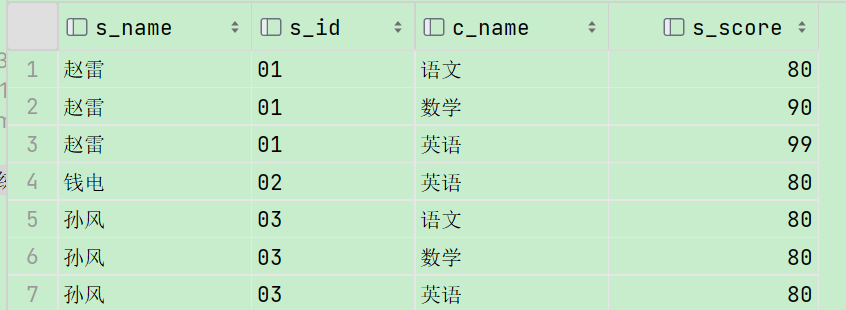 s_name s_id c_name s_score
1 赵雷 01 语文 80
2 赵雷 01 数学 90
3 赵雷 01 英语 99
4 钱电 02 英语 80
5 孙风 03 语文 80
6 孙风 03 数学 80
7 孙风 03 英语 80